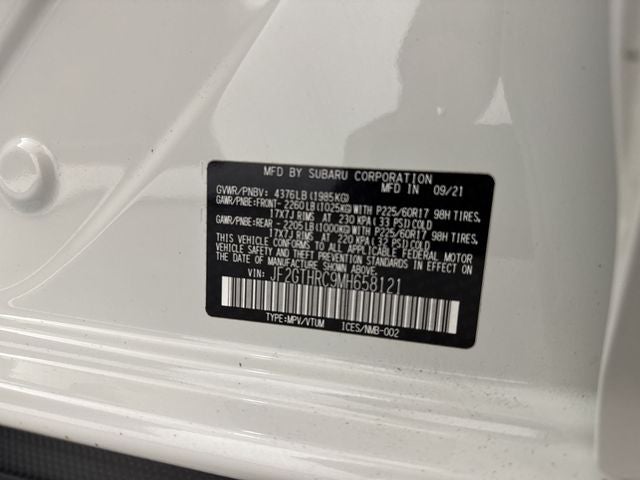 MFD BY SUBARU CORPORATION
MFD IN 09/21
GVWR/PNBV: 4376LB(1985KG)
GAWR/PNBE:FRONT-2260LB(1025KG)WITH P225/60R17 98H TIRES,
17X7J RIMS AT 230 KPA(33 PSI)COLD
GAWR/PNBE:REAR -2205LB(1000KG)WITH P225/60R17 98H TIRES,
17X7J RIMS AT 220 KPA(32 PSI)COLD
THIS VEHICLE CONFORMS TO ALL APPLICABLE FEDERAL MOTOR
VEHICLE SAFETY AND THEFT PREVENTION STANDARDS IN EFFECT
ON THE DATE OF MANUFACTURE SHOWN ABOVE.
VIN: JF2GTHRC9MH658121
TYPE:MPV/VTUM ICES/NMB-002